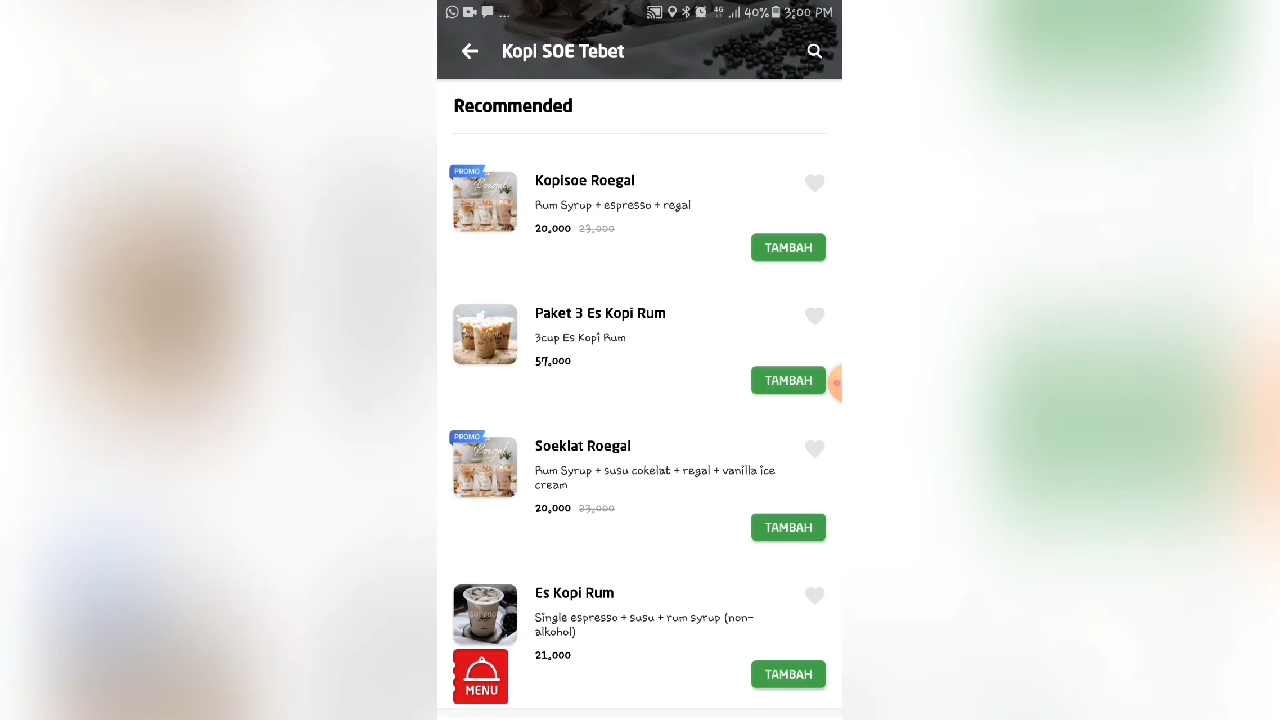 ... 4G 40% 3:00 PM
Kopi SOE Tebet
Recommended
PROMO
Roegal
Kopisoe Roegal
Rum Syrup + espresso + regal
20,000 23,000
TAMBAH
Paket 3 Es Kopi Rum
3cup Es Kopi Rum
57,000
TAMBAH
PROMO
Roegal
Soeklat Roegal
Rum Syrup + susu cokelat + regal + vanilla ice
cream
20,000 23,000
TAMBAH
Es Kopi Rum
Single espresso + susu + rum syrup (non-
alkohol)
21,000
TAMBAH
MENU